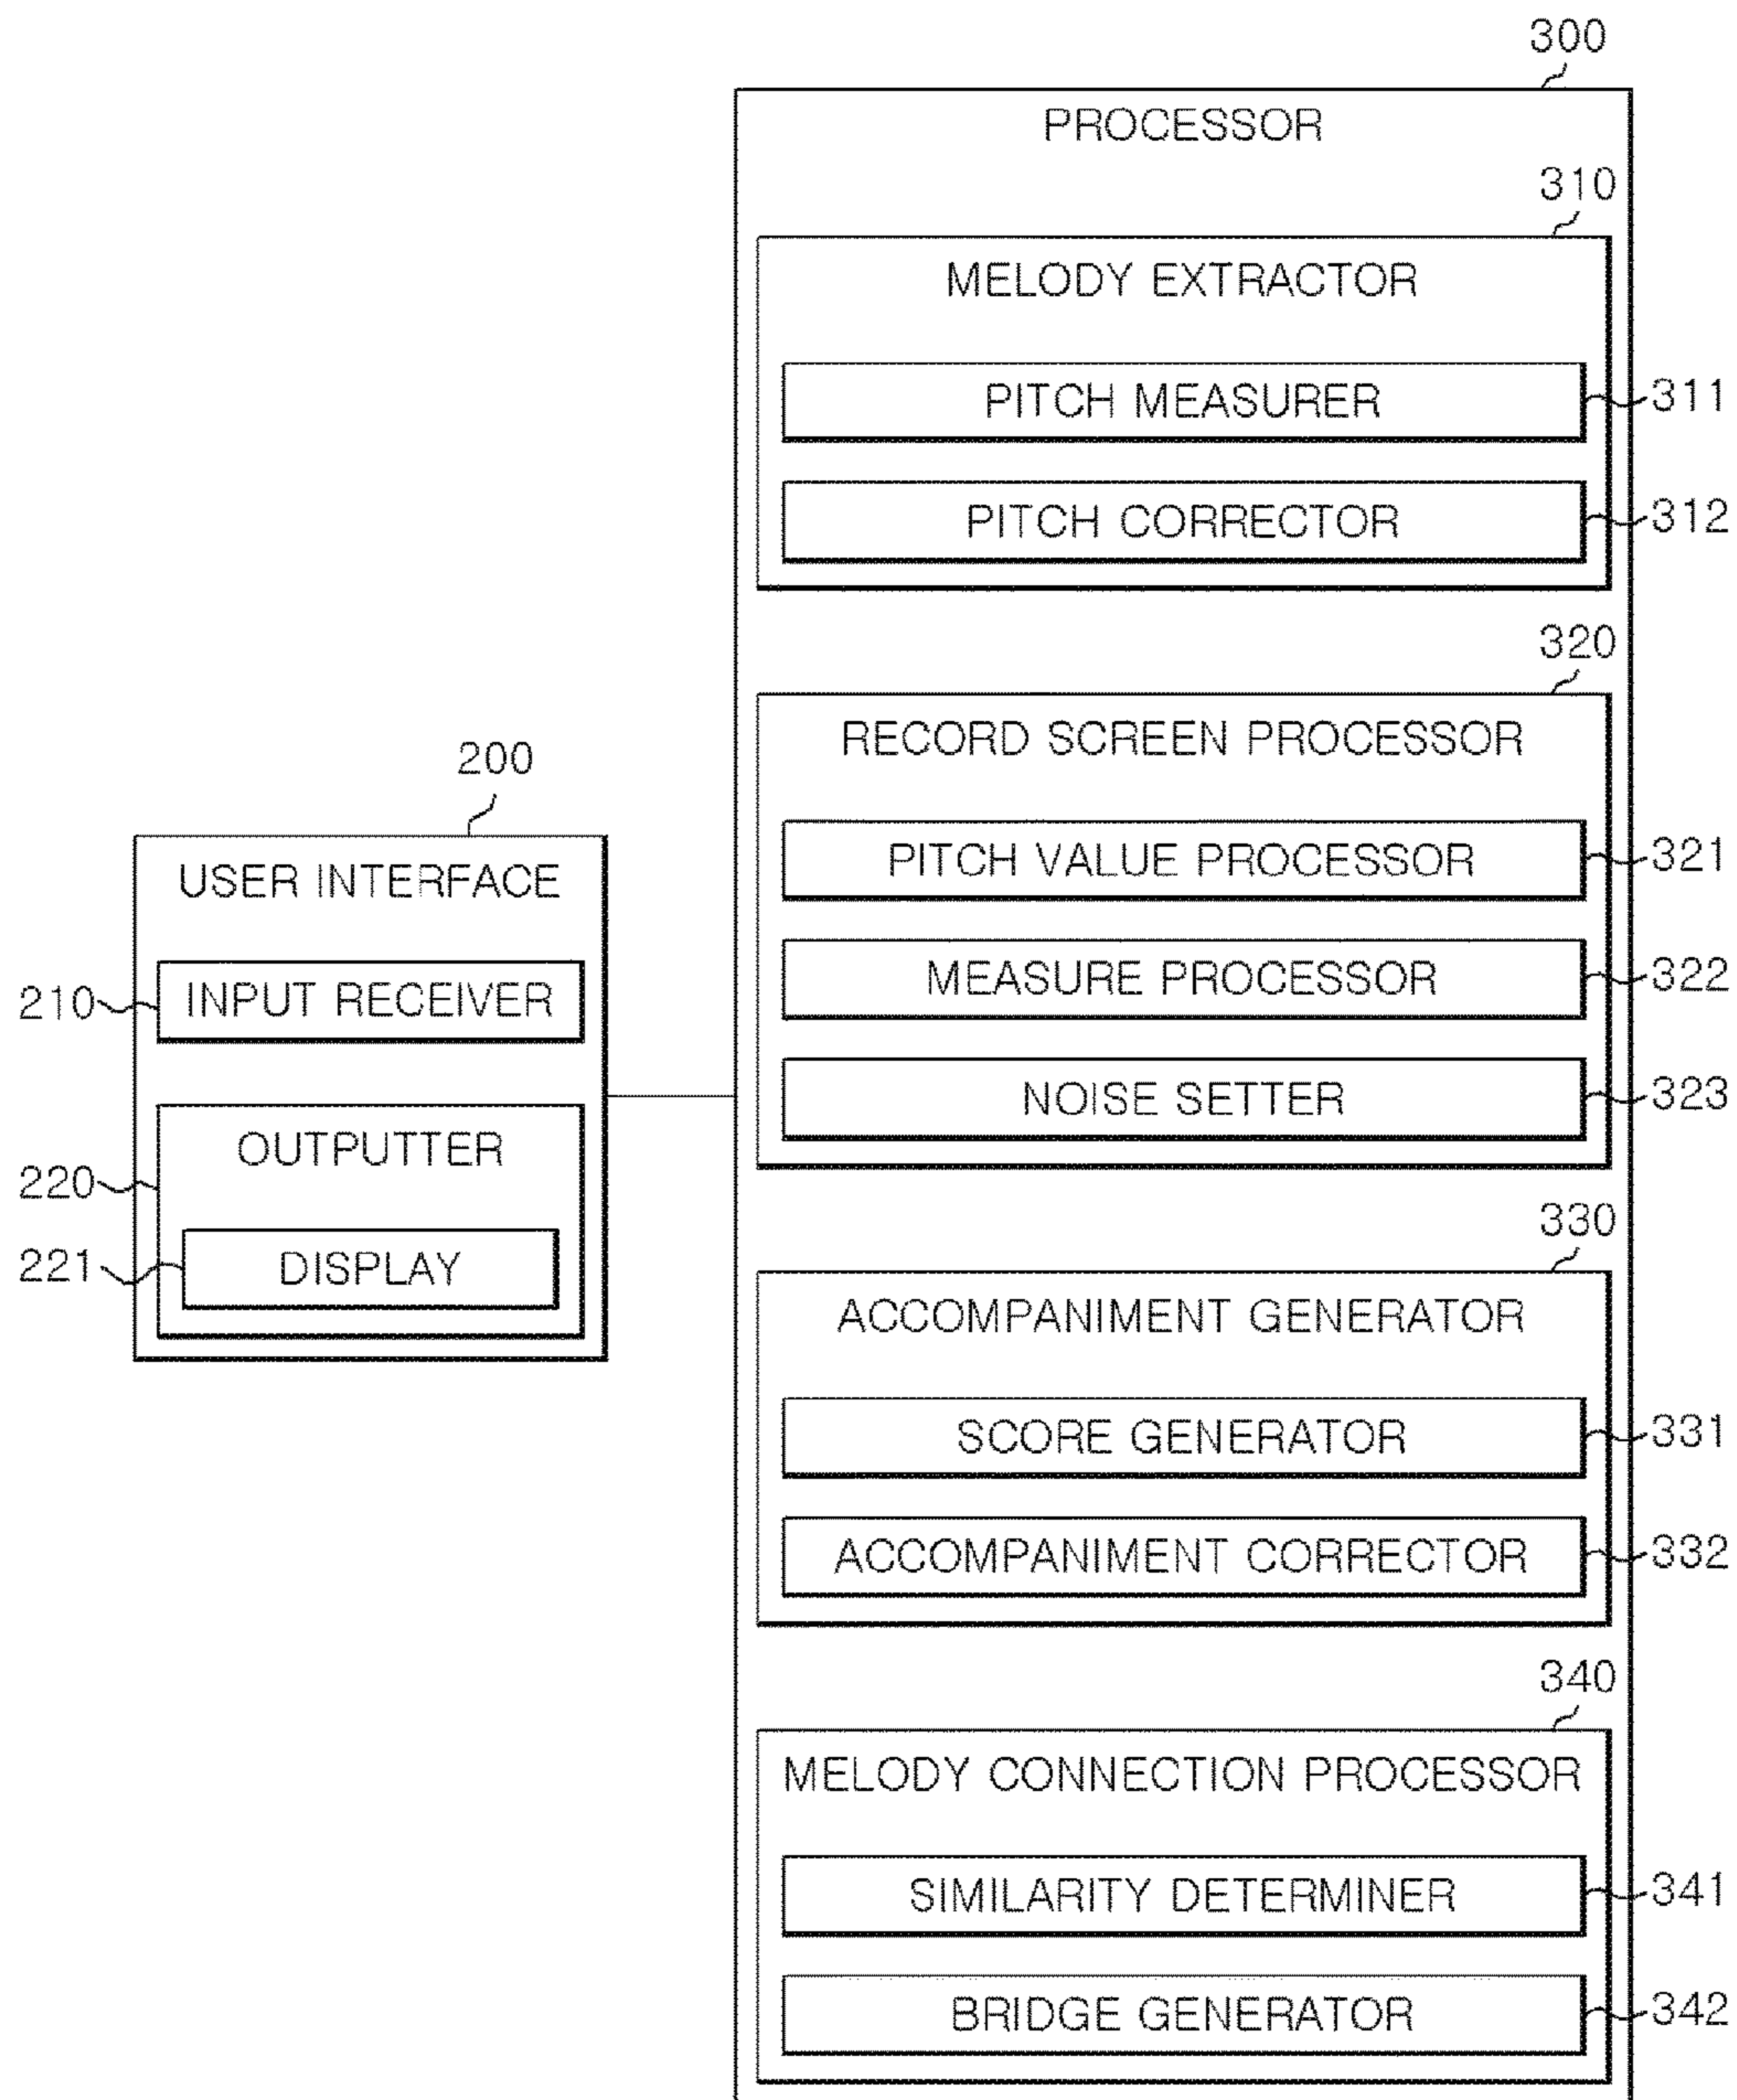 300
PROCESSOR
310
MELODY EXTRACTOR
PITCH MEASURER
311
PITCH CORRECTOR
312
320
RECORD SCREEN PROCESSOR
PITCH VALUE PROCESSOR
321
MEASURE PROCESSOR
322
NOISE SETTER
323
200
USER INTERFACE
210
INPUT RECEIVER
OUTPUTTER
220
221
DISPLAY
330
ACCOMPANIMENT GENERATOR
SCORE GENERATOR
331
ACCOMPANIMENT CORRECTOR
332
340
MELODY CONNECTION PROCESSOR
SIMILARITY DETERMINER
341
BRIDGE GENERATOR
342